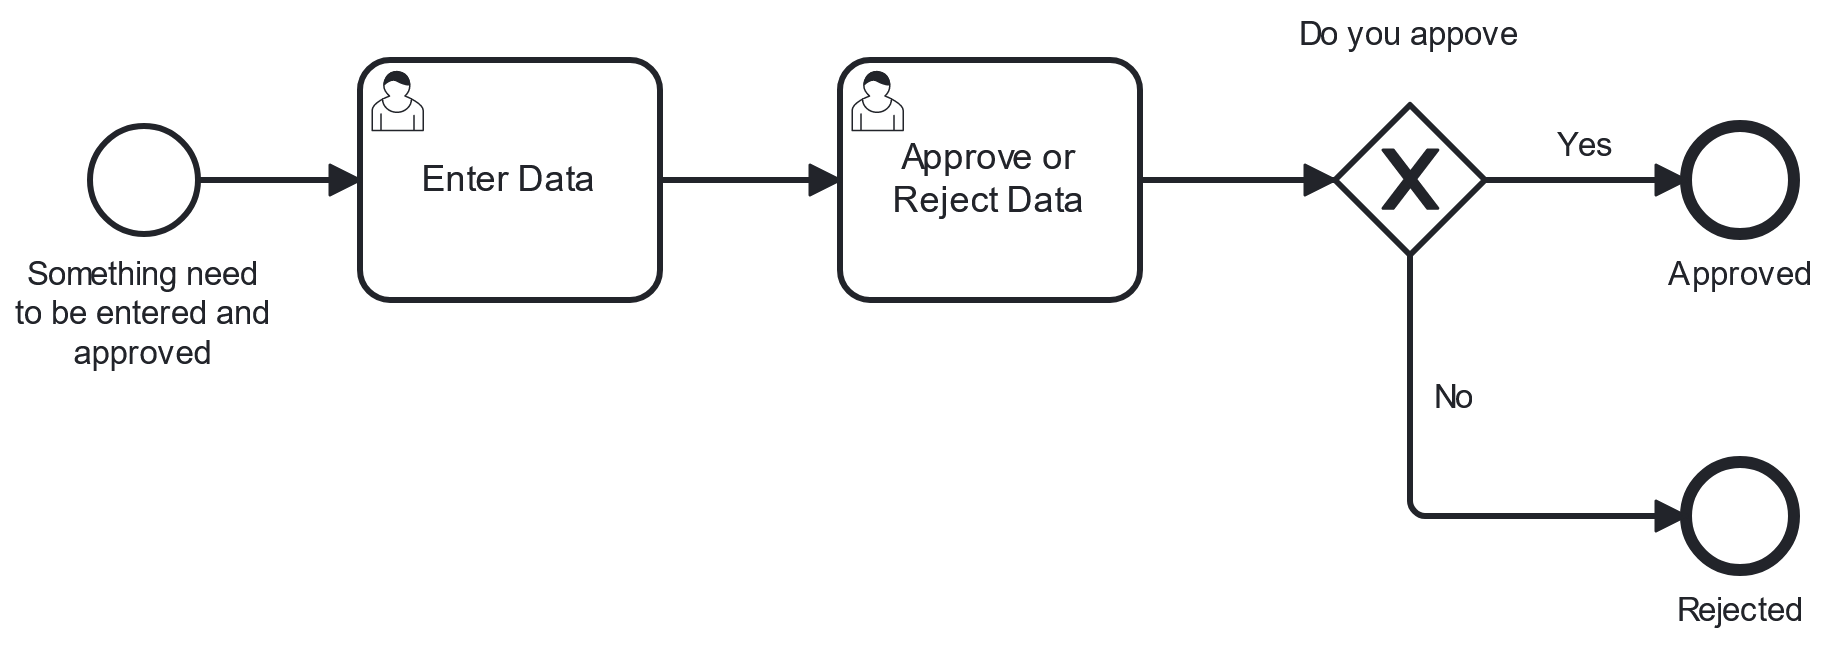 Something need
to be entered and
approved
Enter Data
Approve or
Reject Data
Do you appove
Yes
Approved
No
Rejected